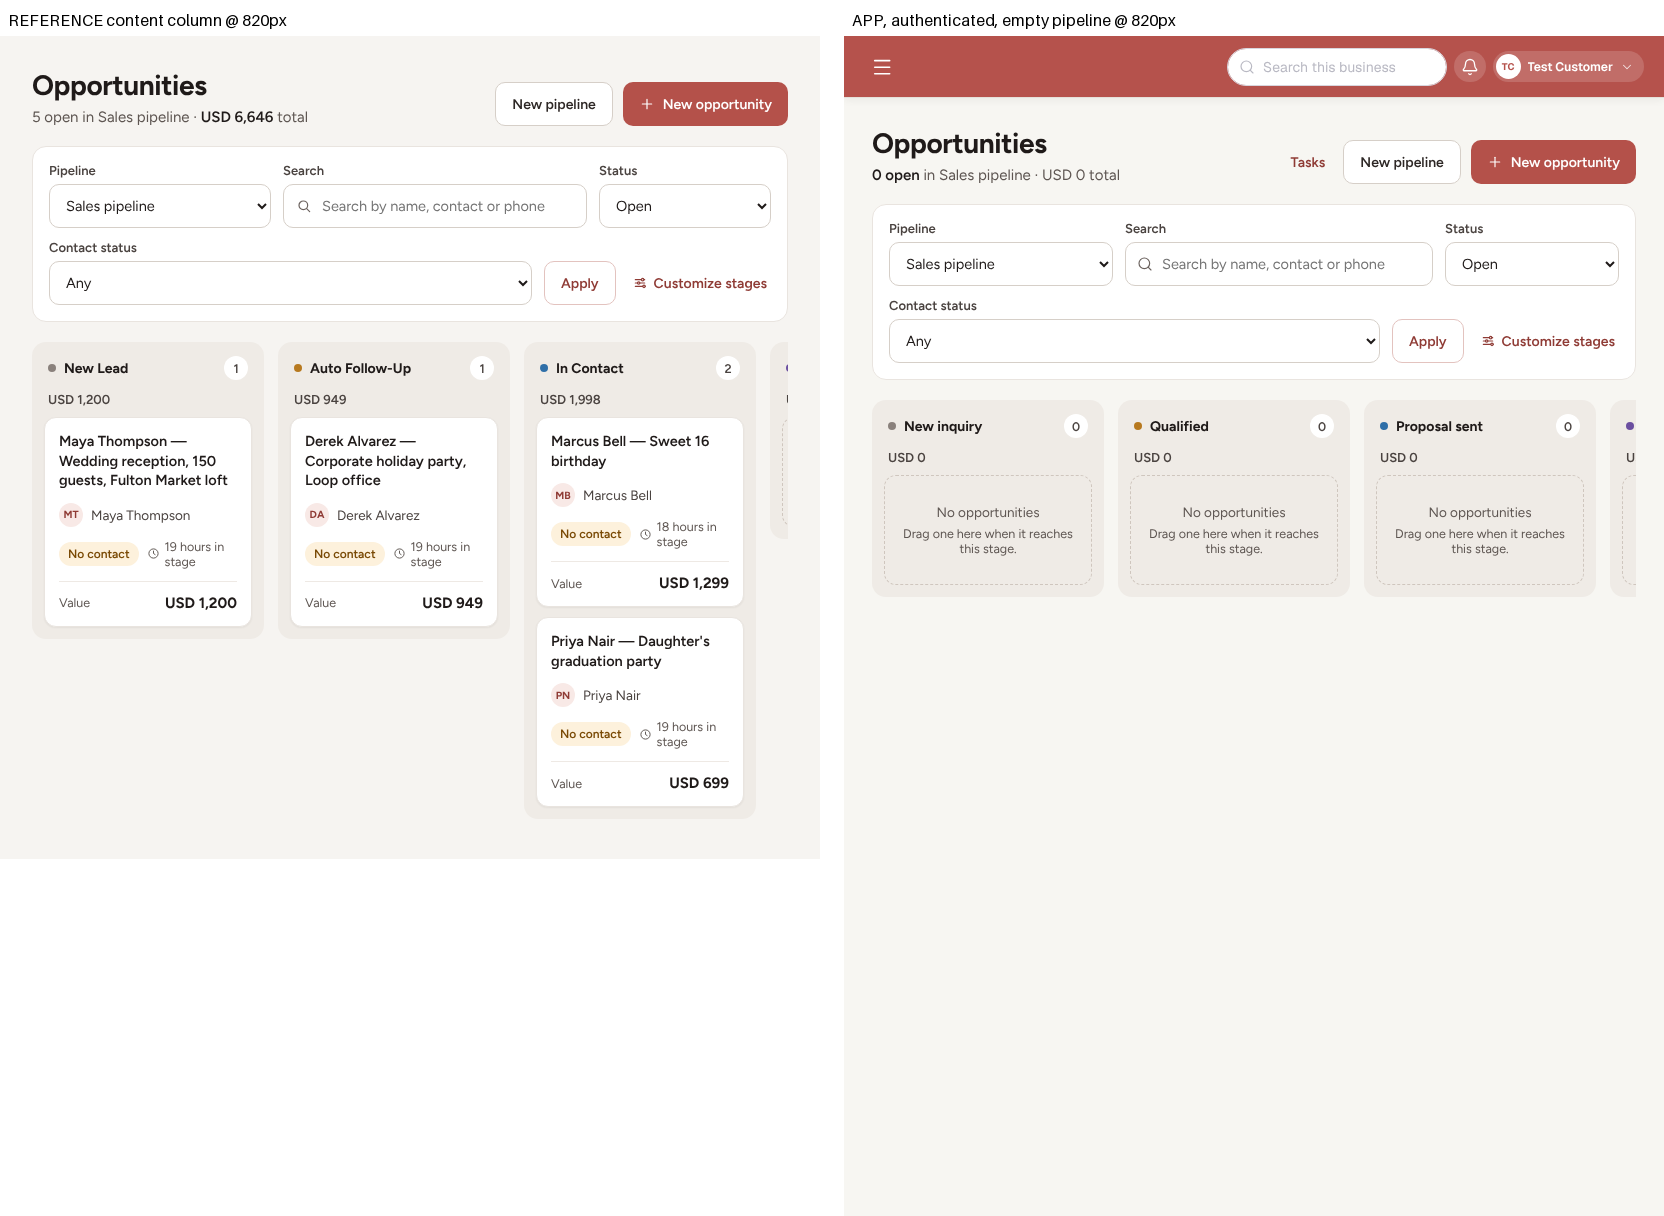 REFERENCE content column @ 820px
Opportunities
5 open in Sales pipeline · USD 6,646 total
New pipeline
New opportunity
Pipeline
Search
Status
Sales pipeline
Search by name, contact or phone
Open
Contact status
Any
Apply
Customize stages
New Lead
1
USD 1,200
Maya Thompson —
Wedding reception, 150
guests, Fulton Market loft
MT
Maya Thompson
No contact
19 hours in
stage
Value
USD 1,200
Auto Follow-Up
1
USD 949
Derek Alvarez —
Corporate holiday party,
Loop office
DA
Derek Alvarez
No contact
19 hours in
stage
Value
USD 949
In Contact
2
USD 1,998
Marcus Bell — Sweet 16
birthday
MB
Marcus Bell
No contact
18 hours in
stage
Value
USD 1,299
Priya Nair — Daughter's
graduation party
PN
Priya Nair
No contact
19 hours in
stage
Value
USD 699
APP, authenticated, empty pipeline @ 820px
Search this business
TC
Test Customer
Opportunities
0 open in Sales pipeline · USD 0 total
Tasks
New pipeline
New opportunity
Pipeline
Search
Status
Sales pipeline
Search by name, contact or phone
Open
Contact status
Any
Apply
Customize stages
New inquiry
0
USD 0
No opportunities
Drag one here when it reaches
this stage.
Qualified
0
USD 0
No opportunities
Drag one here when it reaches
this stage.
Proposal sent
0
USD 0
No opportunities
Drag one here when it reaches
this stage.